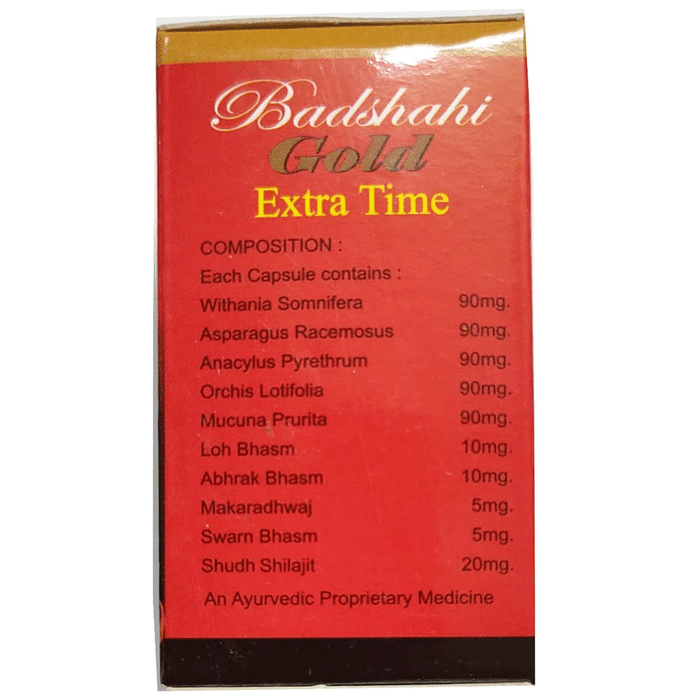 Badshahi
Gold
Extra Time
COMPOSITION :
Each Capsule contains :
Withania Somnifera 90mg.
Asparagus Racemosus 90mg.
Anacylus Pyrethrum 90mg.
Orchis Lotifolia 90mg.
Mucuna Prurita 90mg.
Loh Bhasm 10mg.
Abhrak Bhasm 10mg.
Makaradhwaj 5mg.
Swarn Bhasm 5mg.
Shudh Shilajit 20mg.
An Ayurvedic Proprietary Medicine